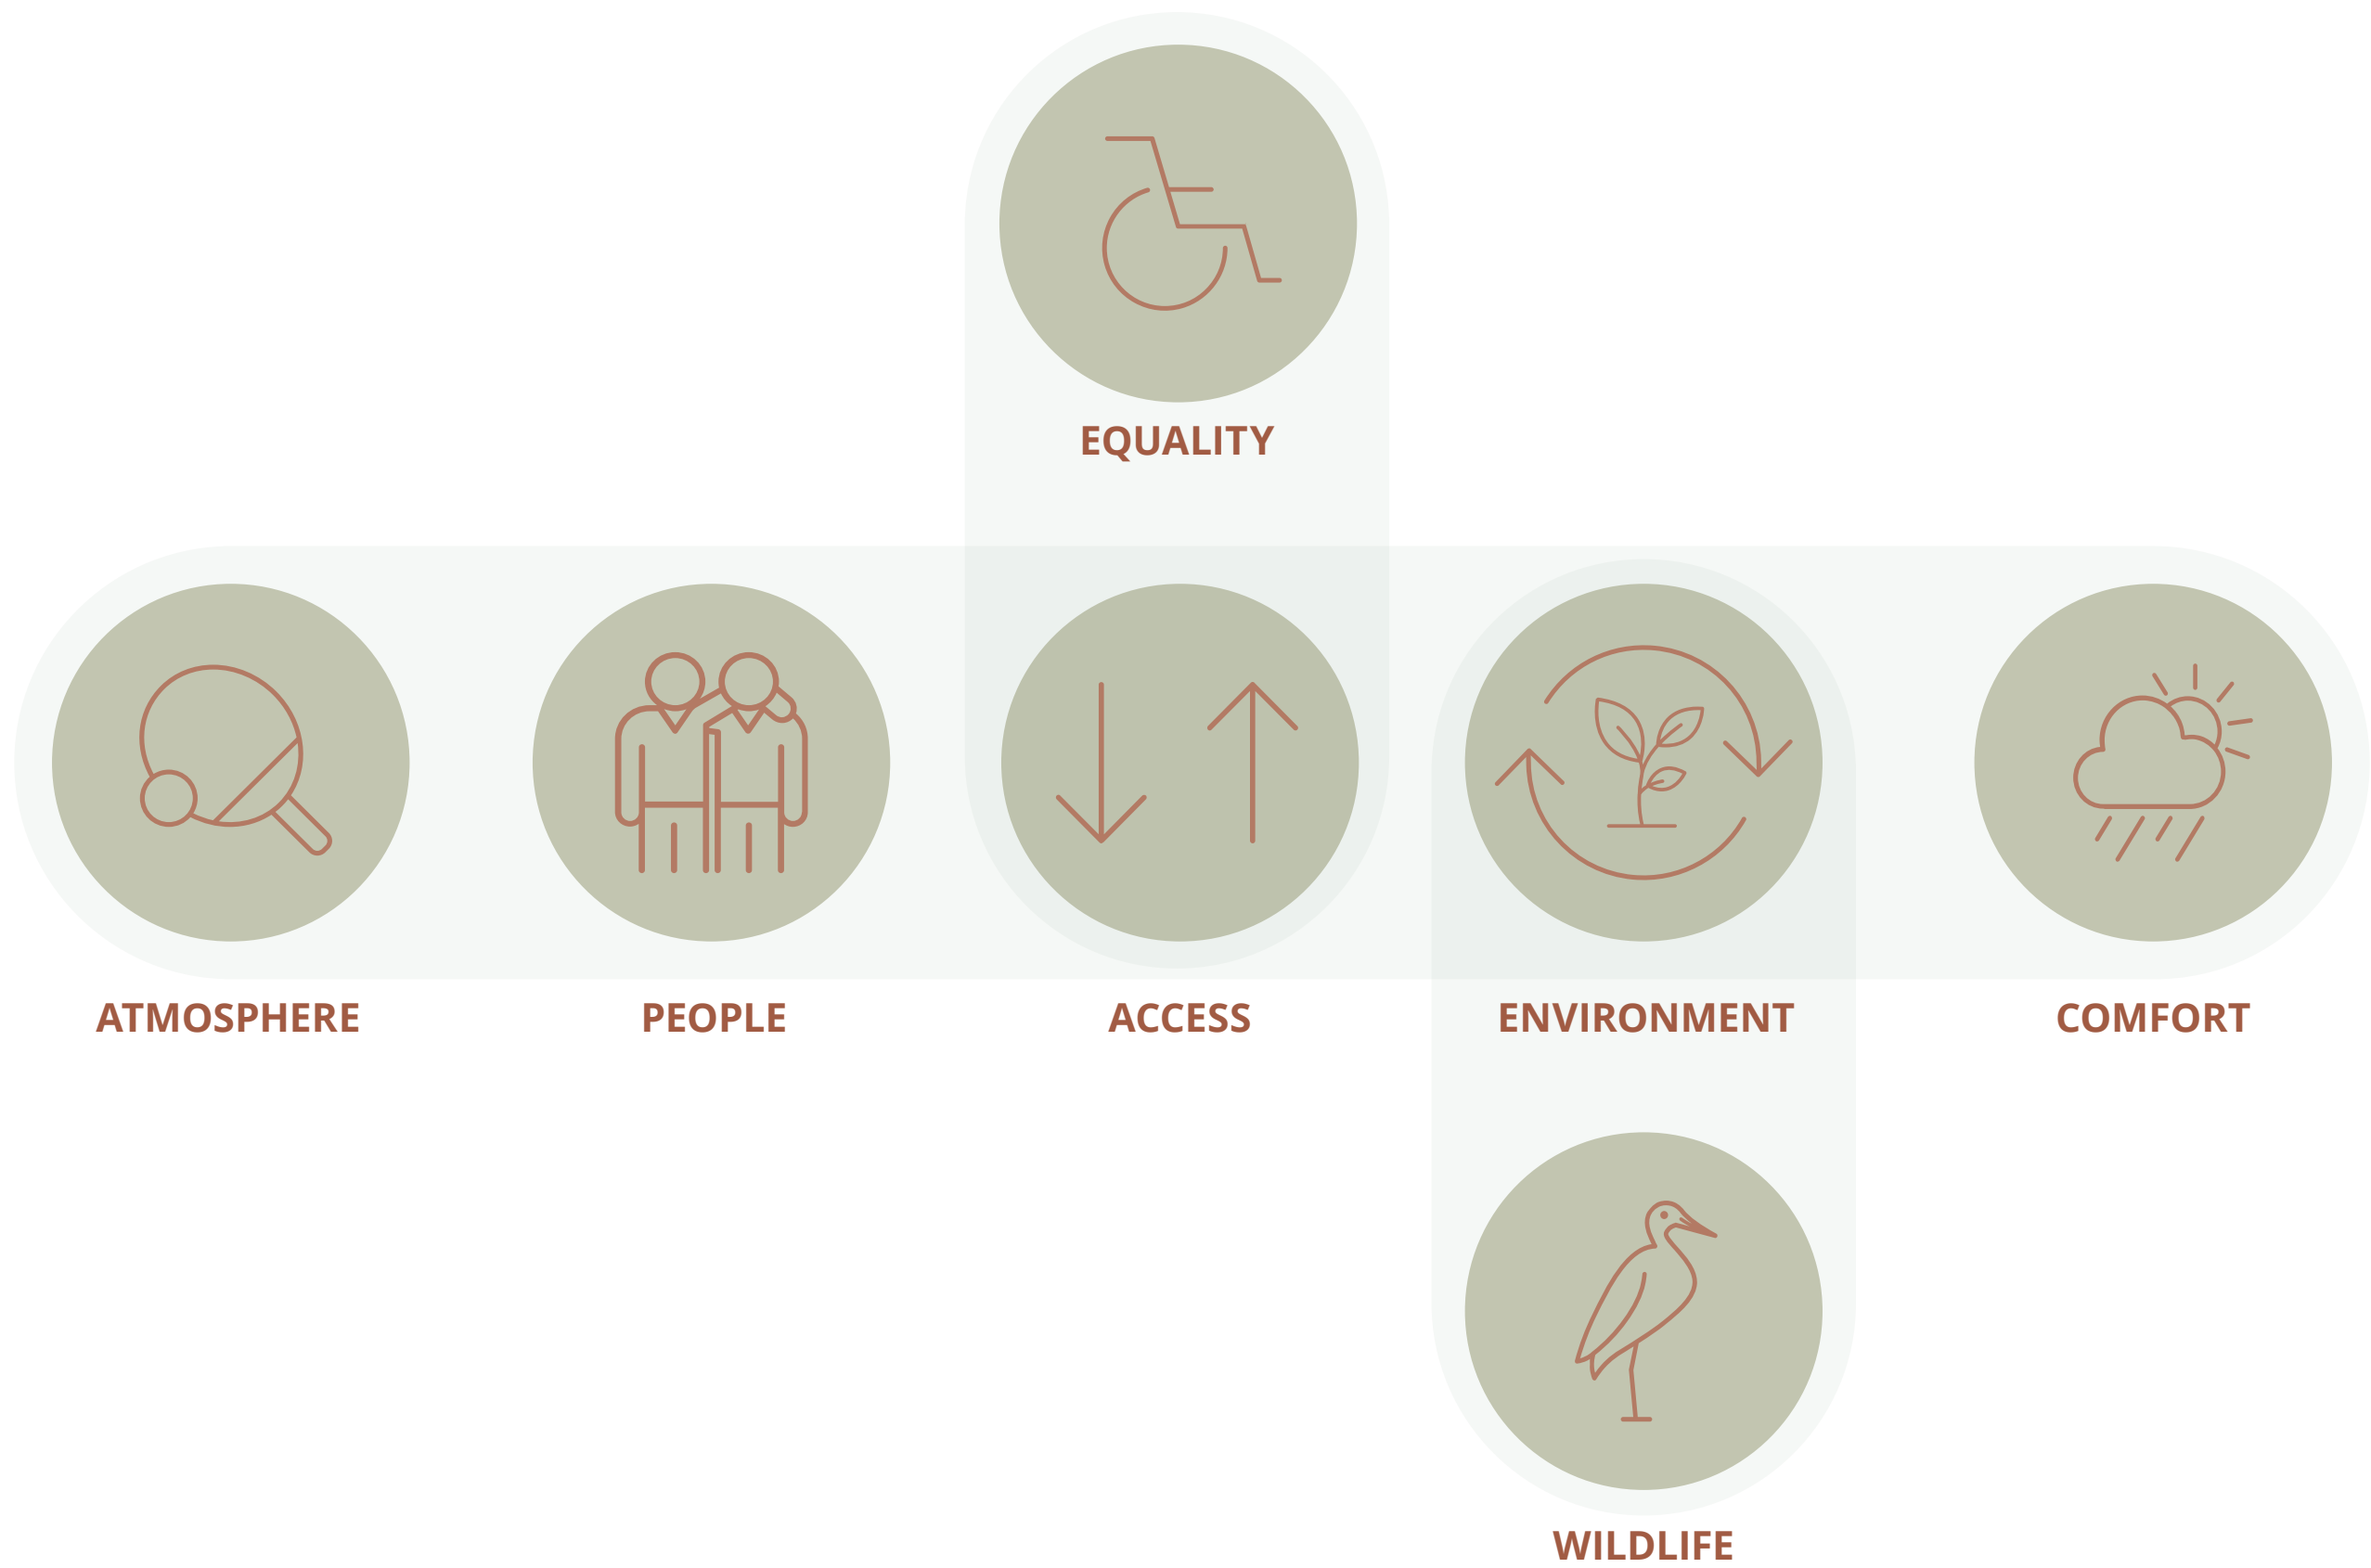 EQUALITY
ATMOSPHERE
PEOPLE
ACCESS
ENVIRONMENT
COMFORT
WILDLIFE